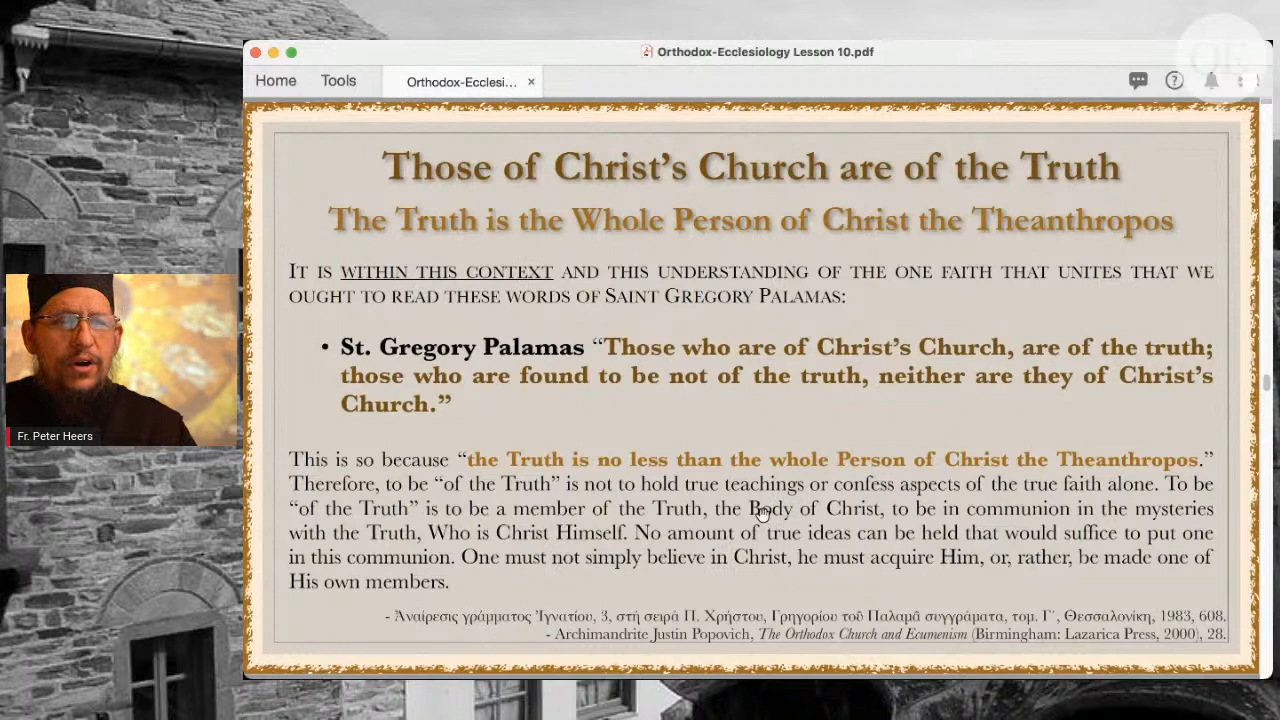 OE
Orthodox-Ecclesiology Lesson 10.pdf
Home Tools Orthodox-Ecclesi... ×
Those of Christ's Church are of the Truth
The Truth is the Whole Person of Christ the Theanthropos
IT IS WITHIN THIS CONTEXT AND THIS UNDERSTANDING OF THE ONE FAITH THAT UNITES THAT WE
OUGHT TO READ THESE WORDS OF SAINT GREGORY PALAMAS:
• St. Gregory Palamas “Those who are of Christ's Church, are of the truth;
those who are found to be not of the truth, neither are they of Christ's
Church.”
This is so because “the Truth is no less than the whole Person of Christ the Theanthropos.”
Therefore, to be “of the Truth” is not to hold true teachings or confess aspects of the true faith alone. To be
“of the Truth” is to be a member of the Truth, the Body of Christ, to be in communion in the mysteries
with the Truth, Who is Christ Himself. No amount of true ideas can be held that would suffice to put one
in this communion. One must not simply believe in Christ, he must acquire Him, or, rather, be made one of
His own members.
- Ἀναίρεσις γράμματος Ἰγνατίου, 3, στή σειρὰ Π. Χρήστου, Γρηγορίου τοῦ Παλαμᾶ συγγράματα, τομ. Γ΄, Θεσσαλονίκη, 1983, 608.
- Archimandrite Justin Popovich, The Orthodox Church and Ecumenism (Birmingham: Lazarica Press, 2000), 28.
Fr. Peter Heers